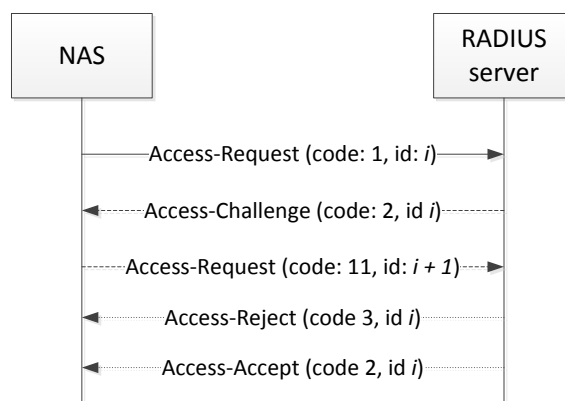 NAS
RADIUS
server
Access-Request (code: 1, id: i)
Access-Challenge (code: 2, id i)
Access-Request (code: 11, id: i + 1)
Access-Reject (code 3, id i)
Access-Accept (code 2, id i)